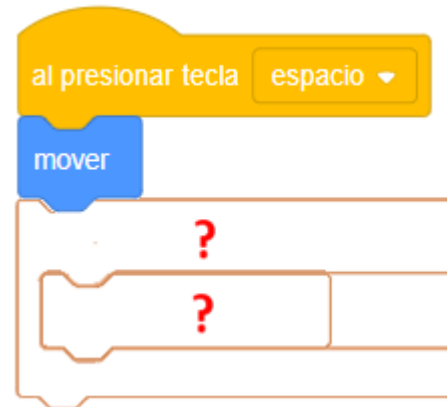 al presionar tecla espacio
mover
?
?